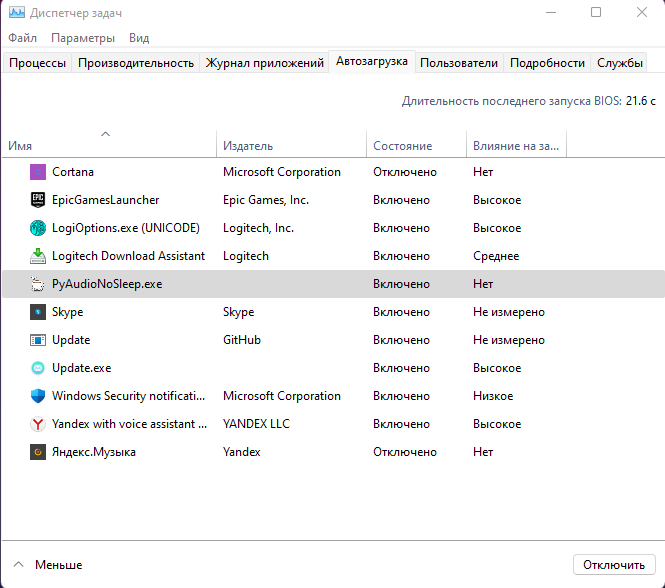 Диспетчер задач
Файл Параметры Вид
Процессы Производительность Журнал приложений Автозагрузка Пользователи Подробности Службы
Длительность последнего запуска BIOS: 21.6 с
Имя Издатель Состояние Влияние на за...
Cortana Microsoft Corporation Отключено Нет
EpicGamesLauncher Epic Games, Inc. Включено Высокое
LogiOptions.exe (UNICODE) Logitech, Inc. Включено Высокое
Logitech Download Assistant Logitech Включено Среднее
PyAudioNoSleep.exe Включено Нет
Skype Skype Включено Не измерено
Update GitHub Включено Не измерено
Update.exe Включено Высокое
Windows Security notificati... Microsoft Corporation Включено Низкое
Yandex with voice assistant ... YANDEX LLC Включено Высокое
Яндекс.Музыка Yandex Отключено Нет
Меньше Отключить